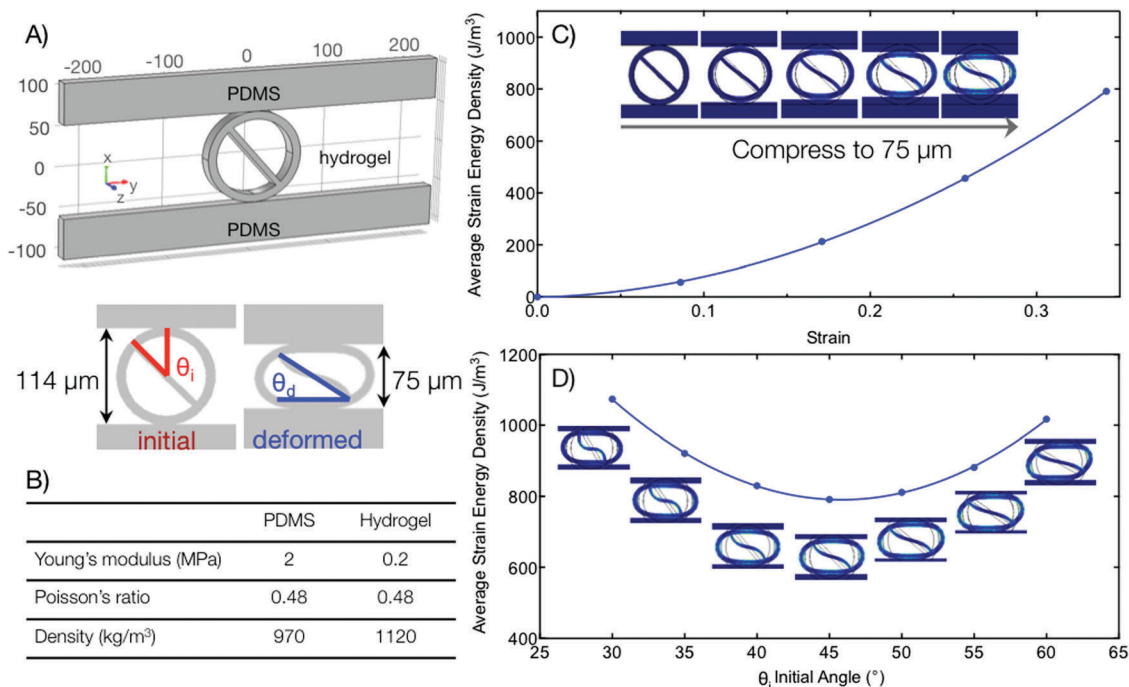 A)
-200
-100
0
100
200
100
50
0
-50
-100
PDMS
hydrogel
PDMS
x
y
z
114 μm
θi
θd
75 μm
initial
deformed
B)
PDMS Hydrogel
Young's modulus (MPa) 2 0.2
Poisson's ratio 0.48 0.48
Density (kg/m³) 970 1120
C)
Average Strain Energy Density (J/m³)
1000
800
600
400
200
0
Compress to 75 μm
0.0 0.1 0.2 0.3
Strain
D)
Average Strain Energy Density (J/m³)
1200
1000
800
600
400
25 30 35 40 45 50 55 60 65
θi Initial Angle (°)